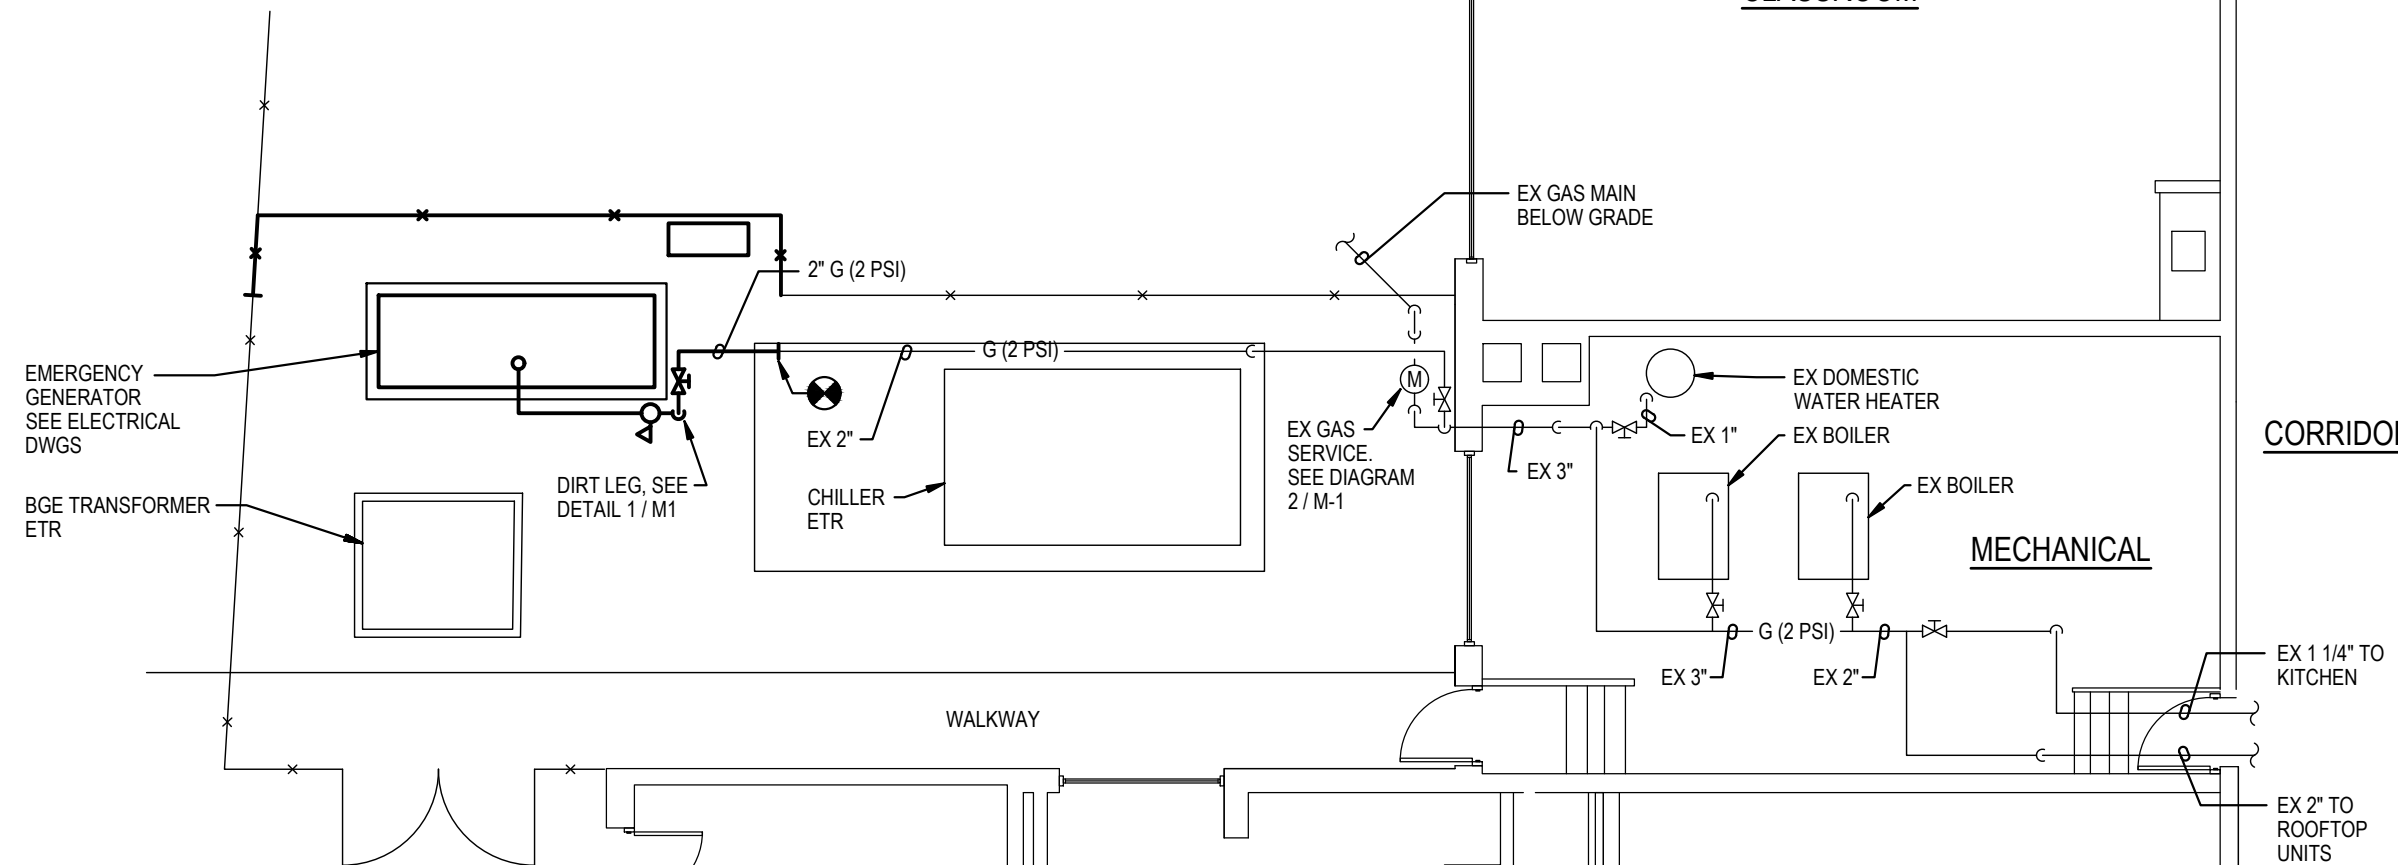 CLASSROOM
EX GAS MAIN
BELOW GRADE
2" G (2 PSI)
G (2 PSI)
EMERGENCY
GENERATOR
SEE ELECTRICAL
DWGS
M
EX DOMESTIC
WATER HEATER
EX 2"
EX GAS
SERVICE.
SEE DIAGRAM
2 / M-1
EX 1"
EX BOILER
CORRIDOR
EX 3"
DIRT LEG, SEE
DETAIL 1 / M1
CHILLER
ETR
EX BOILER
BGE TRANSFORMER
ETR
MECHANICAL
G (2 PSI)
EX 3"
EX 2"
EX 1 1/4" TO
KITCHEN
WALKWAY
EX 2" TO
ROOFTOP
UNITS